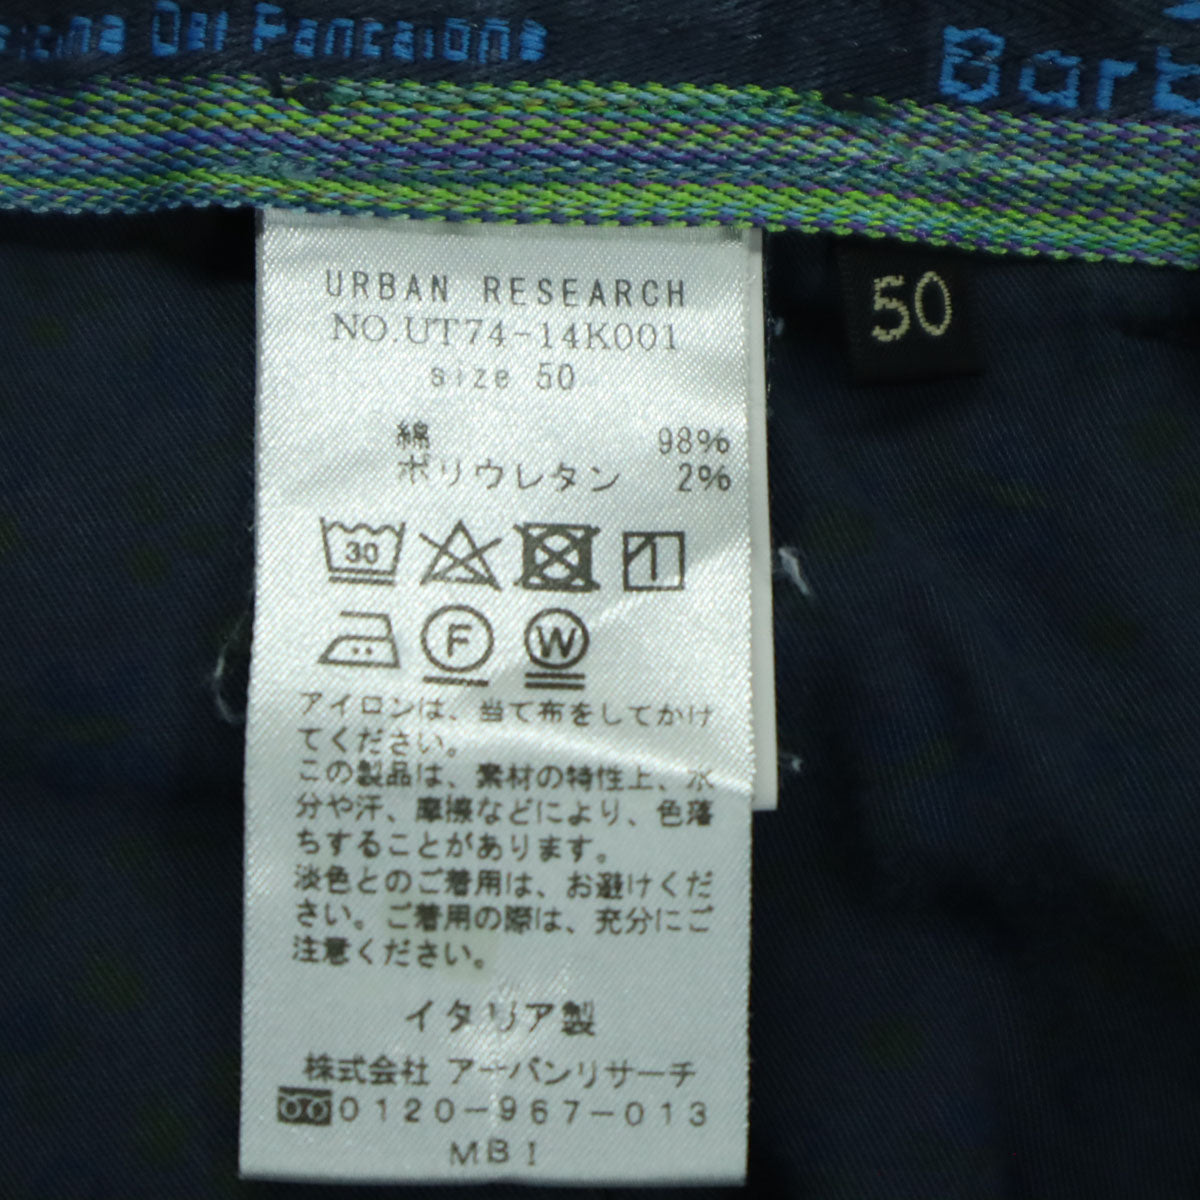 Del Pancalone
Barb
50
URBAN RESEARCH
NO.UT74-14K001
size 50
綿 98%
ポリウレタン 2%
30
F W
アイロンは、当て布をしてかけ
てください。
この製品は、素材の特性上、水
分や汗、摩擦などにより、色落
ちすることがあります。
淡色とのご着用は、お避けくだ
さい。ご着用の際は、充分にご
注意ください。
イタリア製
株式会社 アーバンリサーチ
0120-967-013
MBI